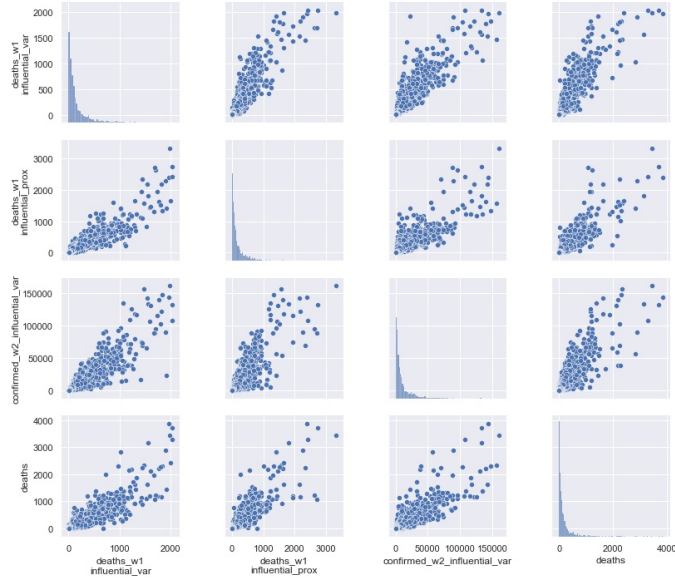 2000
1500
1000
500
0
deaths_w1
influential_var
3000
2000
1000
0
deaths_w1
influential_prox
150000
100000
50000
0
confirmed_w2_influential_var
4000
3000
2000
1000
0
deaths
0 1000 2000
deaths_w1
influential_var
0 1000 2000 3000
deaths_w1
influential_prox
0 50000 100000 150000
confirmed_w2_influential_var
0 1000 2000 3000 4000
deaths